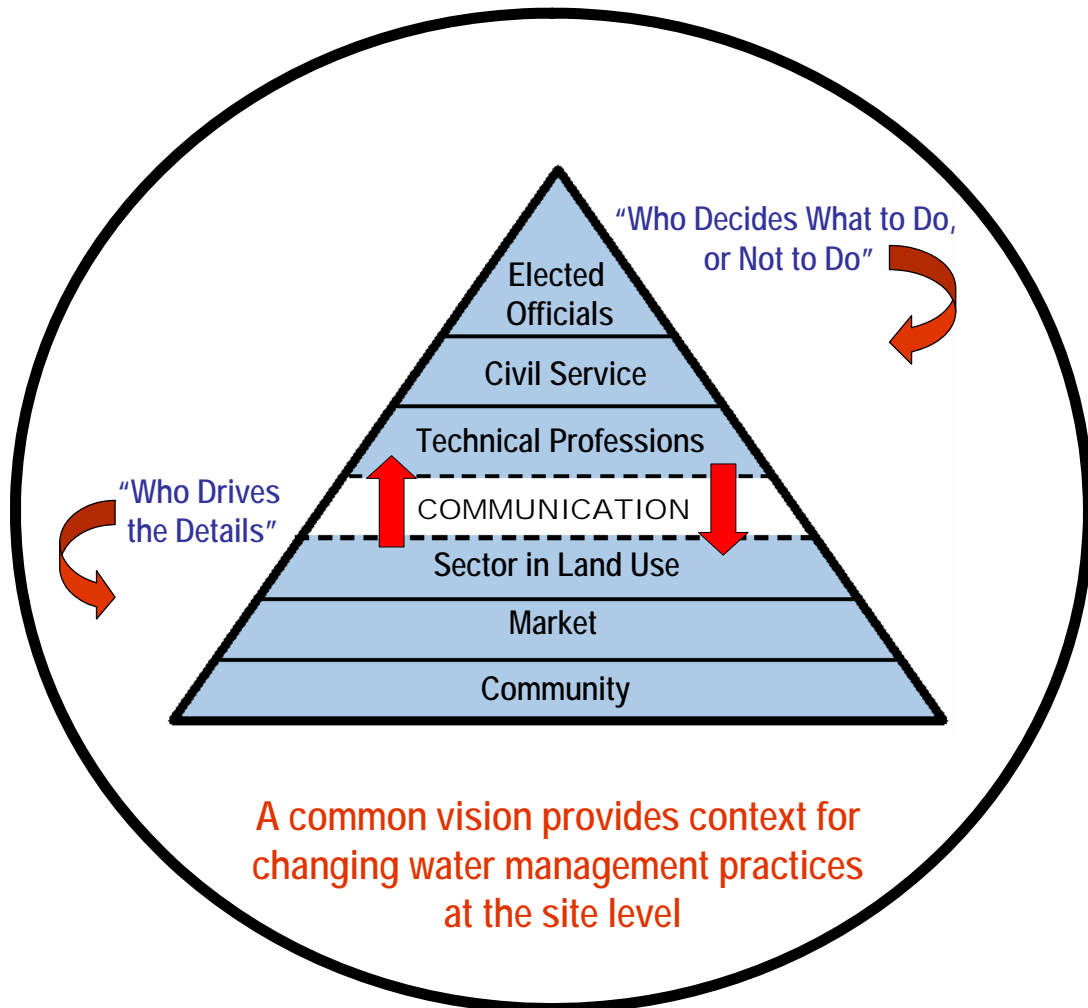 “Who Decides What to Do,
or Not to Do”
Elected
Officials
Civil Service
Technical Professions
“Who Drives
the Details”
COMMUNICATION
Sector in Land Use
Market
Community
A common vision provides context for
changing water management practices
at the site level